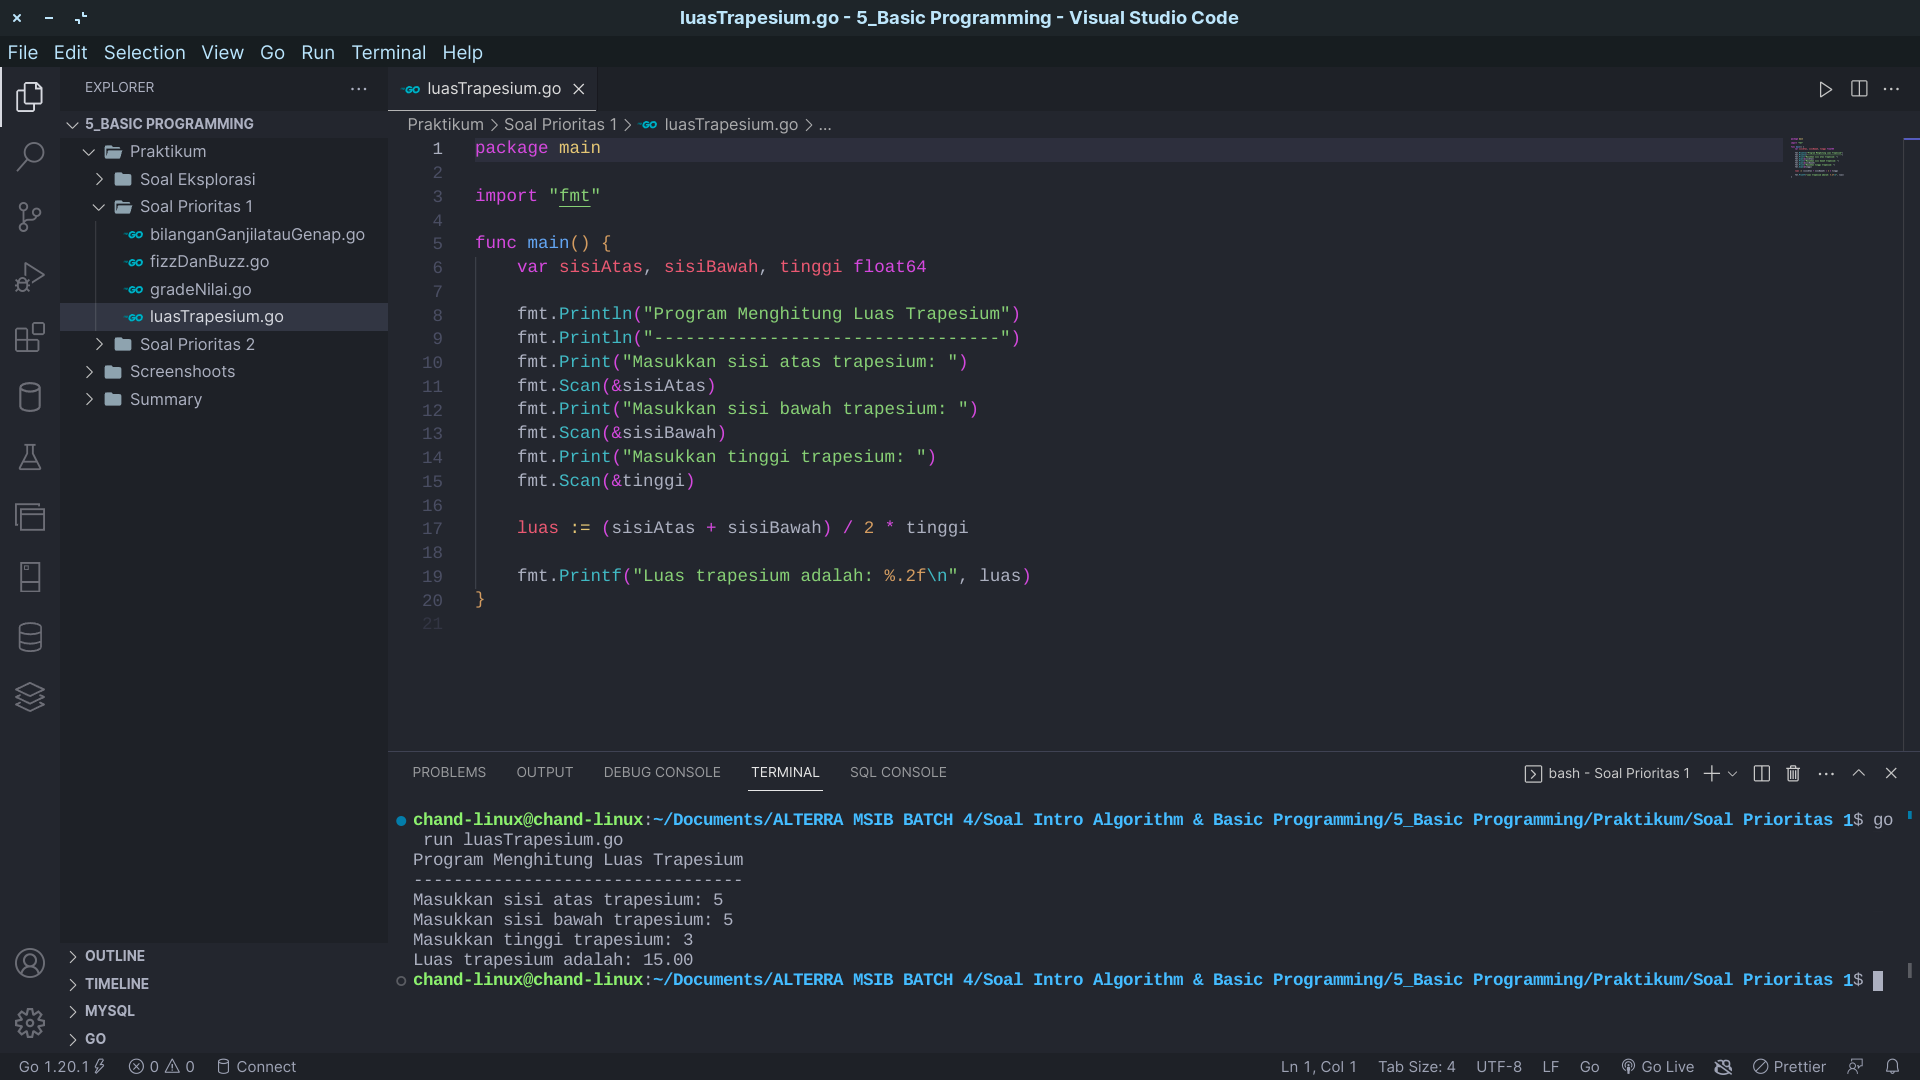 luasTrapesium.go - 5_Basic Programming - Visual Studio Code
File Edit Selection View Go Run Terminal Help
EXPLORER
5_BASIC PROGRAMMING
Praktikum
Soal Eksplorasi
Soal Prioritas 1
bilanganGanjilatauGenap.go
fizzDanBuzz.go
gradeNilai.go
luasTrapesium.go
Soal Prioritas 2
Screenshoots
Summary
OUTLINE
TIMELINE
MYSQL
GO
GO luasTrapesium.go
Praktikum > Soal Prioritas 1 > GO luasTrapesium.go > ...
1 package main
2
3 import "fmt"
4
5 func main() {
6 var sisiAtas, sisiBawah, tinggi float64
7
8 fmt.Println("Program Menghitung Luas Trapesium")
9 fmt.Println("---------------------------------")
10 fmt.Print("Masukkan sisi atas trapesium: ")
11 fmt.Scan(&sisiAtas)
12 fmt.Print("Masukkan sisi bawah trapesium: ")
13 fmt.Scan(&sisiBawah)
14 fmt.Print("Masukkan tinggi trapesium: ")
15 fmt.Scan(&tinggi)
16
17 luas := (sisiAtas + sisiBawah) / 2 * tinggi
18
19 fmt.Printf("Luas trapesium adalah: %.2f\n", luas)
20 }
21
PROBLEMS OUTPUT DEBUG CONSOLE TERMINAL SQL CONSOLE
bash - Soal Prioritas 1
chand-linux@chand-linux:~/Documents/ALTERRA MSIB BATCH 4/Soal Intro Algorithm & Basic Programming/5_Basic Programming/Praktikum/Soal Prioritas 1$ go
run luasTrapesium.go
Program Menghitung Luas Trapesium
---------------------------------
Masukkan sisi atas trapesium: 5
Masukkan sisi bawah trapesium: 5
Masukkan tinggi trapesium: 3
Luas trapesium adalah: 15.00
chand-linux@chand-linux:~/Documents/ALTERRA MSIB BATCH 4/Soal Intro Algorithm & Basic Programming/5_Basic Programming/Praktikum/Soal Prioritas 1$
Go 1.20.1 0 0 Connect
Ln 1, Col 1 Tab Size: 4 UTF-8 LF Go Go Live Prettier